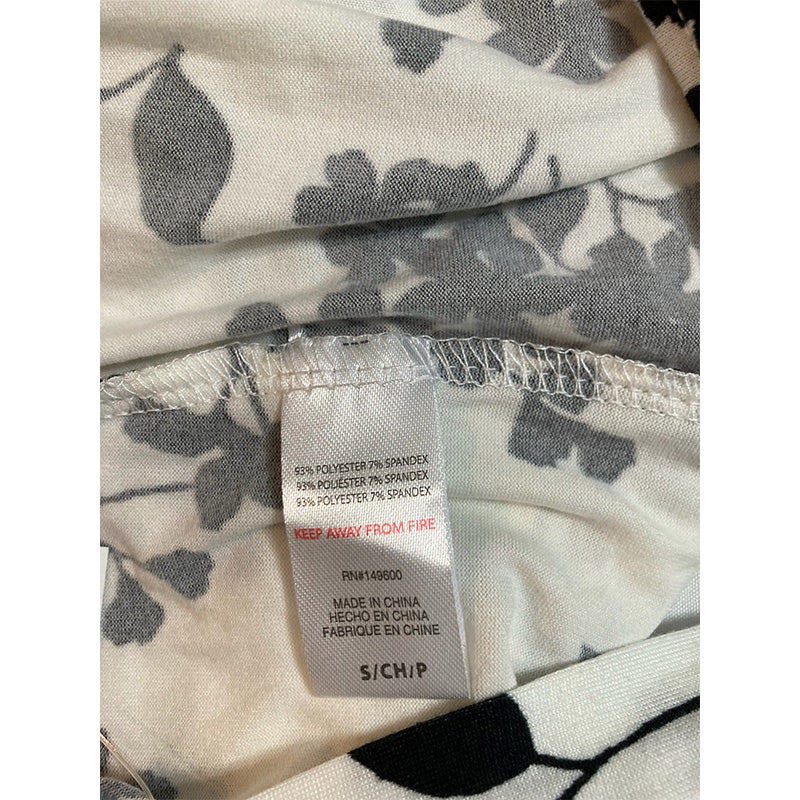 93% POLYESTER 7% SPANDEX
93% POLIÉSTER 7% SPANDEX
93% POLYESTER 7% SPANDEX
KEEP AWAY FROM FIRE
RN#149600
MADE IN CHINA
HECHO EN CHINA
FABRIQUE EN CHINE
S/CH/P